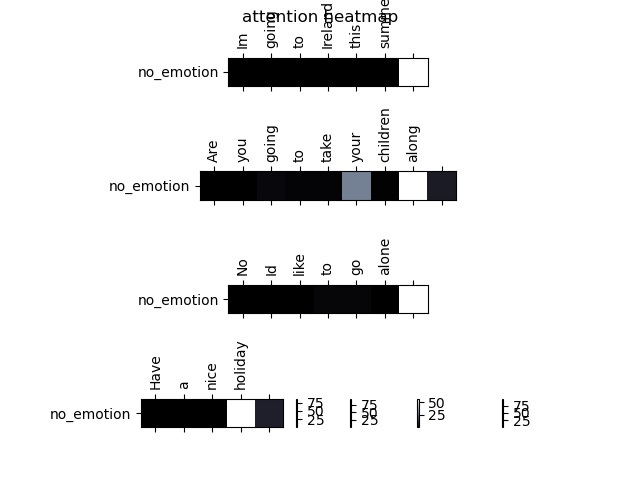 attention heatmap
Im going to Ireland this
no_emotion
Are you going to take your children along
no_emotion
No Id like to go alone
no_emotion
Have a nice holiday
no_emotion
75 75 50 75
50 50 25 50
25 25 25